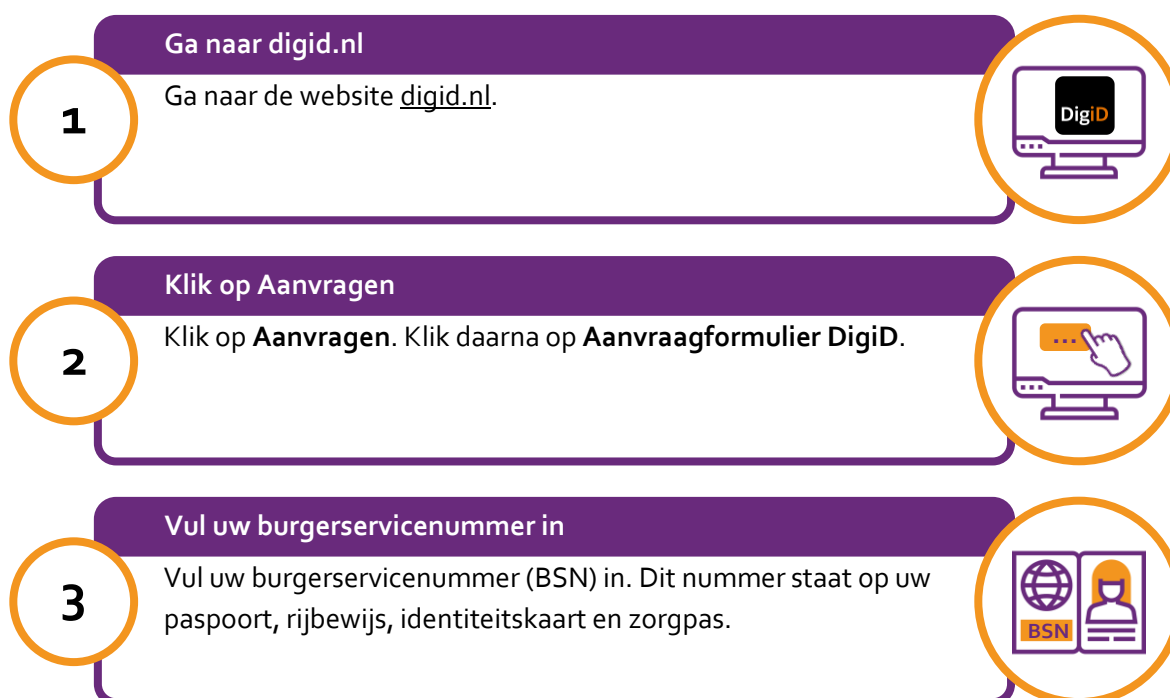 Ga naar digid.nl
1
Ga naar de website digid.nl.
DigiD
Klik op Aanvragen
2
Klik op Aanvragen. Klik daarna op Aanvraagformulier DigiD.
...
Vul uw burgerservicenummer in
3
Vul uw burgerservicenummer (BSN) in. Dit nummer staat op uw
paspoort, rijbewijs, identiteitskaart en zorgpas.
BSN